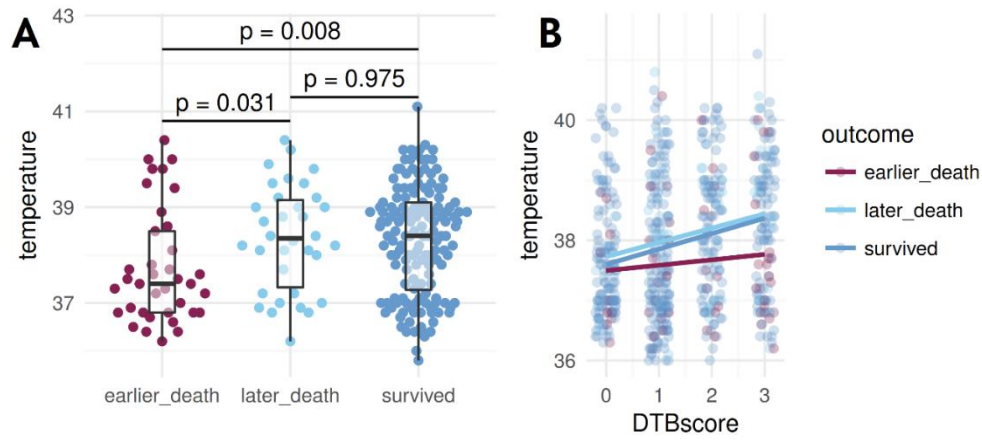 A
43
41
39
37
temperature
p = 0.008
p = 0.031
p = 0.975
earlier_death
later_death
survived
B
40
38
36
temperature
0
1
2
3
DTBscore
outcome
earlier_death
later_death
survived